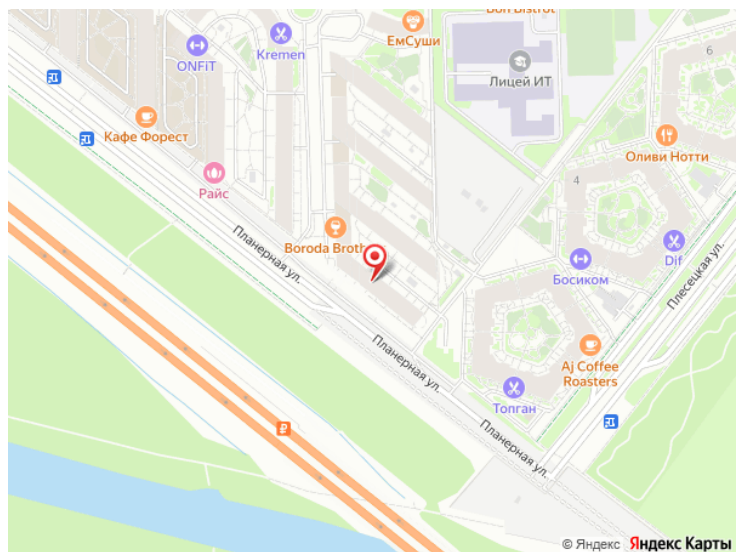 Bon Bistrot
ЕмСуши
ONFIT
Kremen
Лицей ИТ
6
Кафе Форест
Оливи Нотти
4
Райс
Boroda Broth
Планерная ул.
Dif
Босиком
Плесецкая ул.
Планерная ул.
Aj Coffee
Roasters
Топган
Планерная ул.
₽
© Яндекс Яндекс Карты